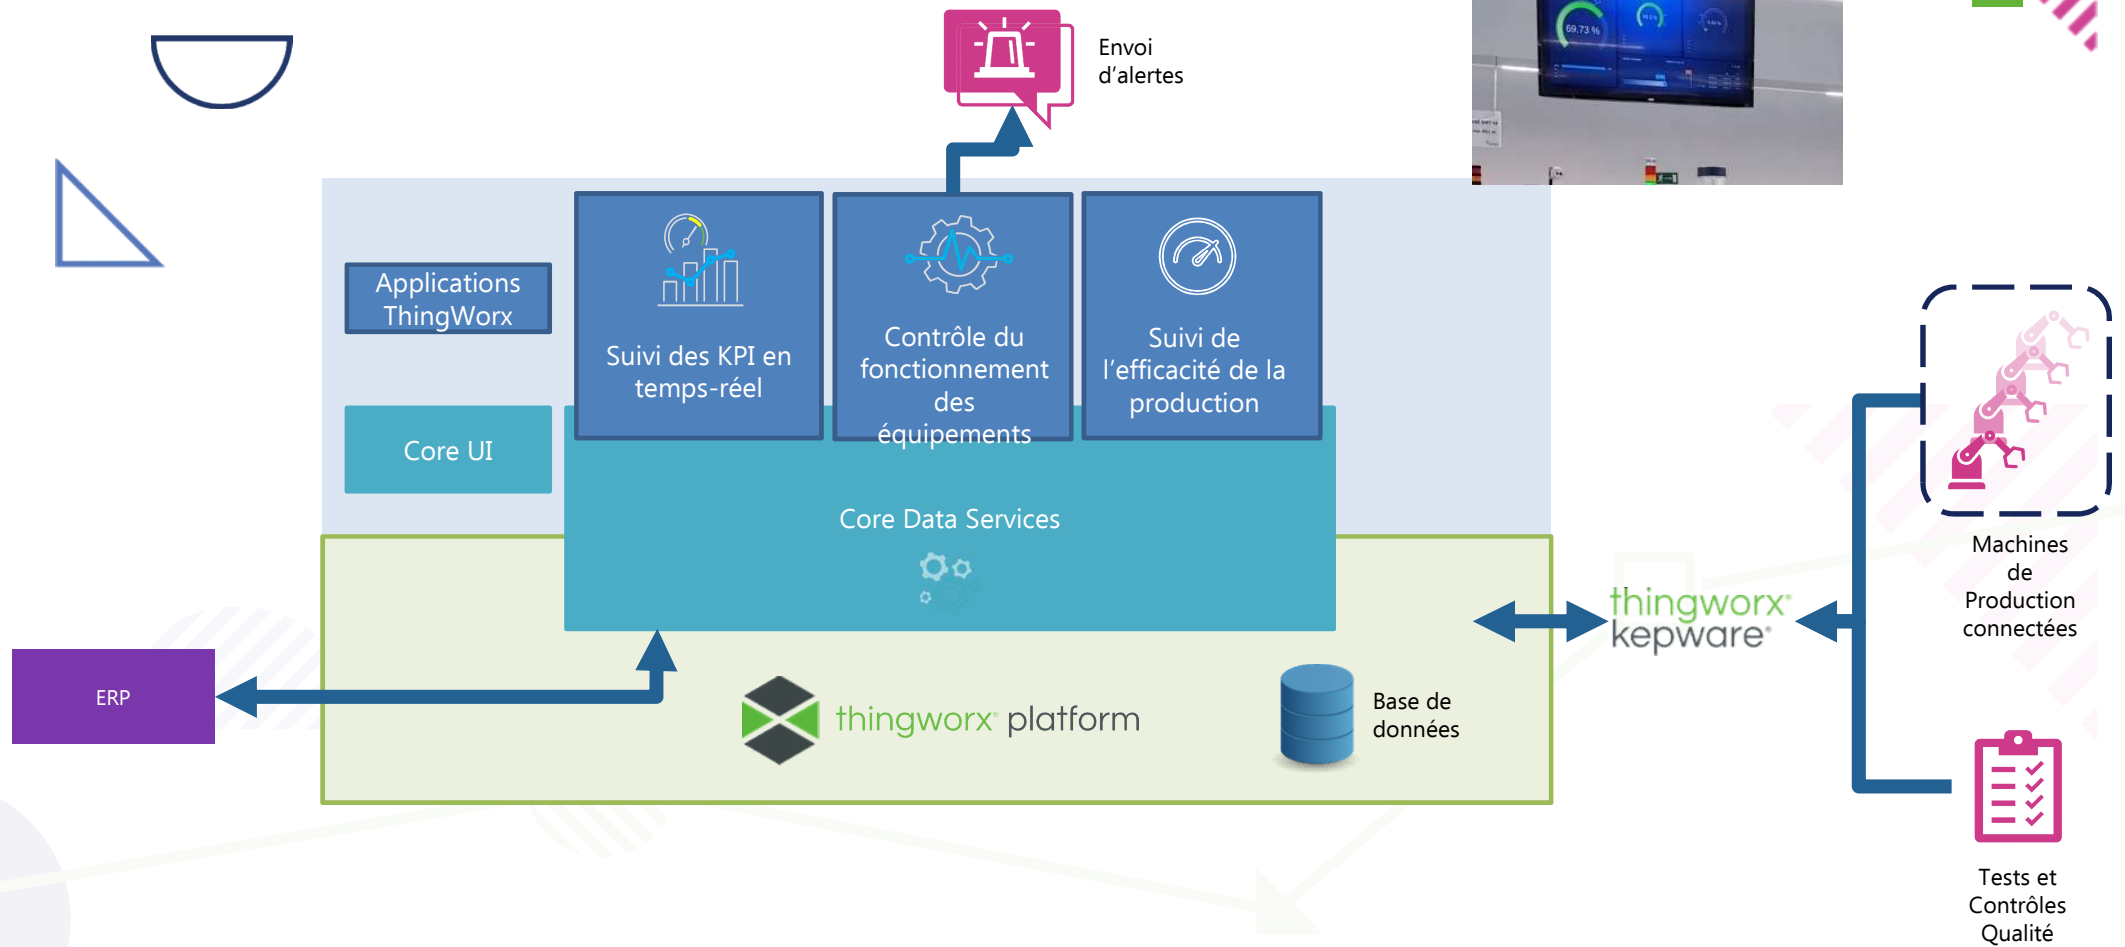 Envoi
d'alertes
69.73 %
Applications
ThingWorx
Suivi des KPI en
temps-réel
Contrôle du
fonctionnement
des
équipements
Suivi de
l'efficacité de la
production
Core UI
Core Data Services
ERP
thingworx® platform
Base de
données
thingworx®
kepware®
Machines
de
Production
connectées
Tests et
Contrôles
Qualité